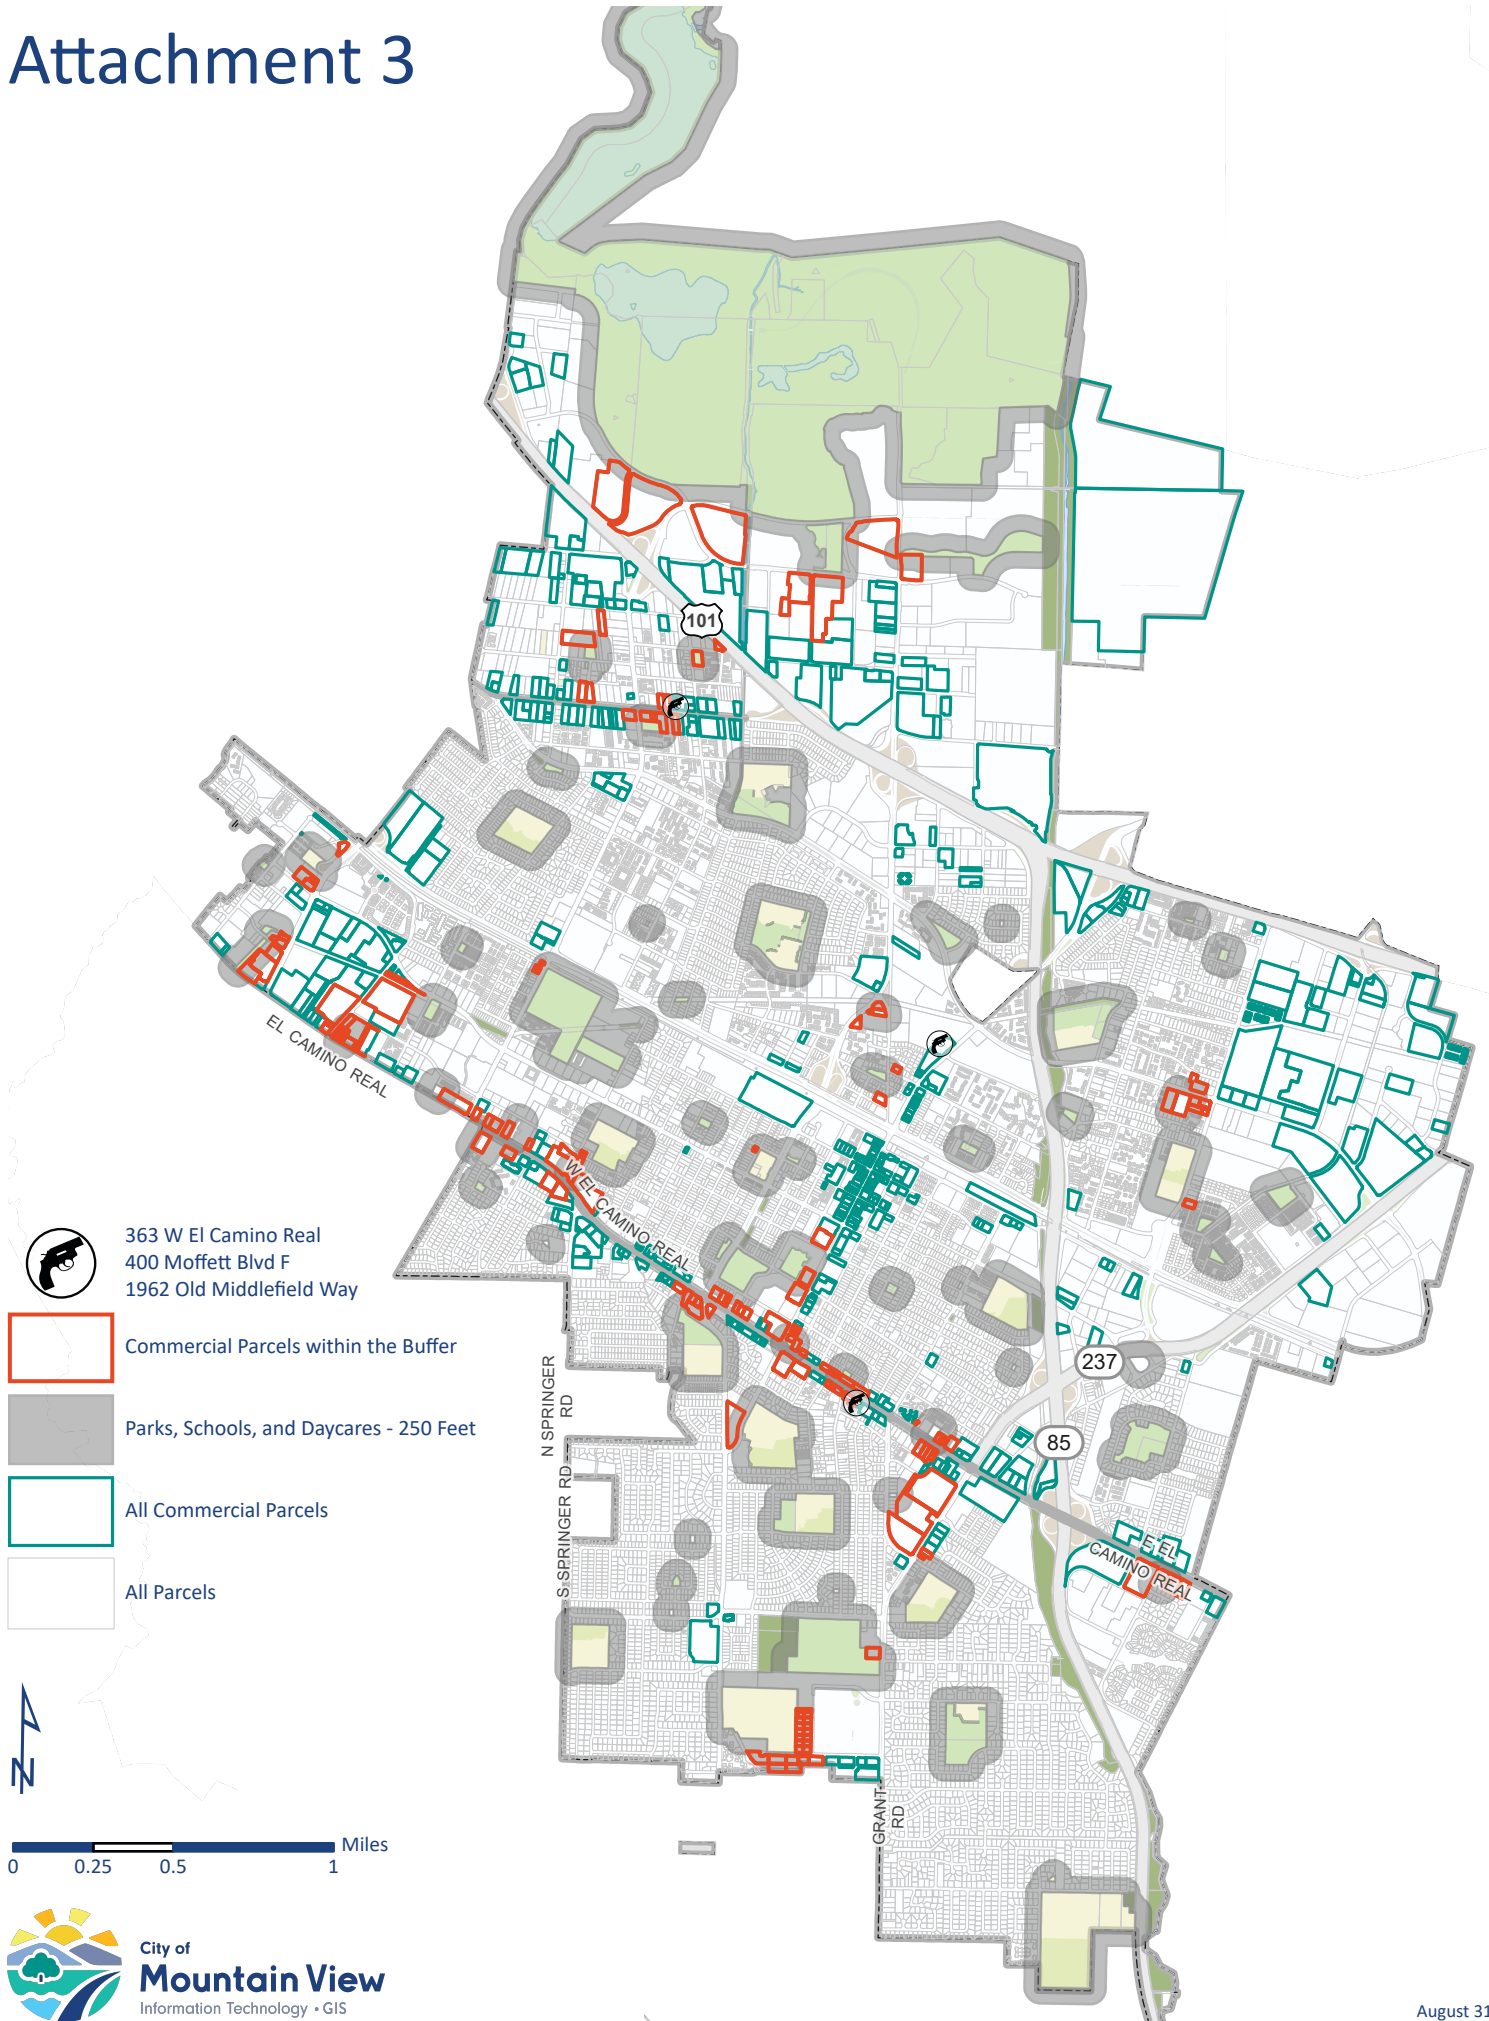 Attachment 3
101
EL CAMINO REAL
W EL CAMINO REAL
363 W El Camino Real
400 Moffett Blvd F
1962 Old Middlefield Way
Commercial Parcels within the Buffer
Parks, Schools, and Daycares - 250 Feet
All Commercial Parcels
All Parcels
N SPRINGER
RD
S SPRINGER RD
237
85
E EL
CAMINO REAL
GRANT
RD
N
Miles
0 0.25 0.5 1
City of
Mountain View
Information Technology • GIS
August 31